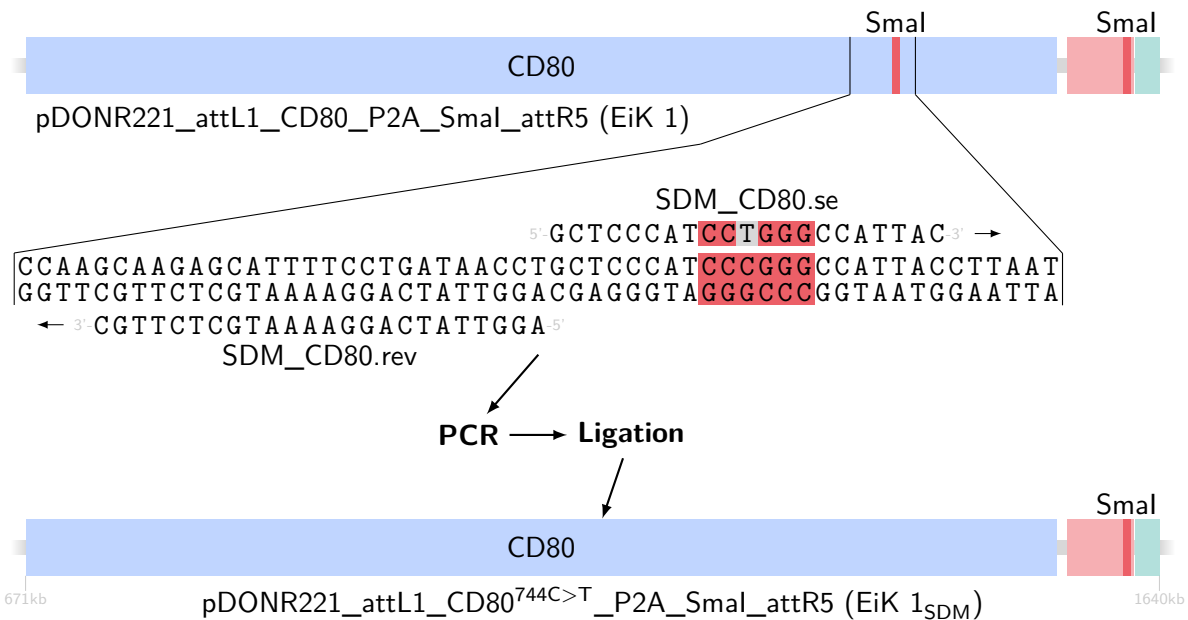 SmaI SmaI
CD80
pDONR221_attL1_CD80_P2A_SmaI_attR5 (EiK 1)
SDM_CD80.se
5'-GCTCCCATCCTGGGCCATTAC-3'
CCAAGCAAGAGCATTTTCCTGATAACCTGCTCCCATCCCGGGCCATTACCTTAAT
GGTTCGTTCTCGTAAAAGGACTATTGGACGAGGGTAGGGCCCGGTAATGGAATTA
3'-CGTTCTCGTAAAAGGACTATTGGA-5'
SDM_CD80.rev
PCR Ligation
SmaI
CD80
671kb 1640kb
pDONR221_attL1_CD80744C>T_P2A_SmaI_attR5 (EiK 1SDM)